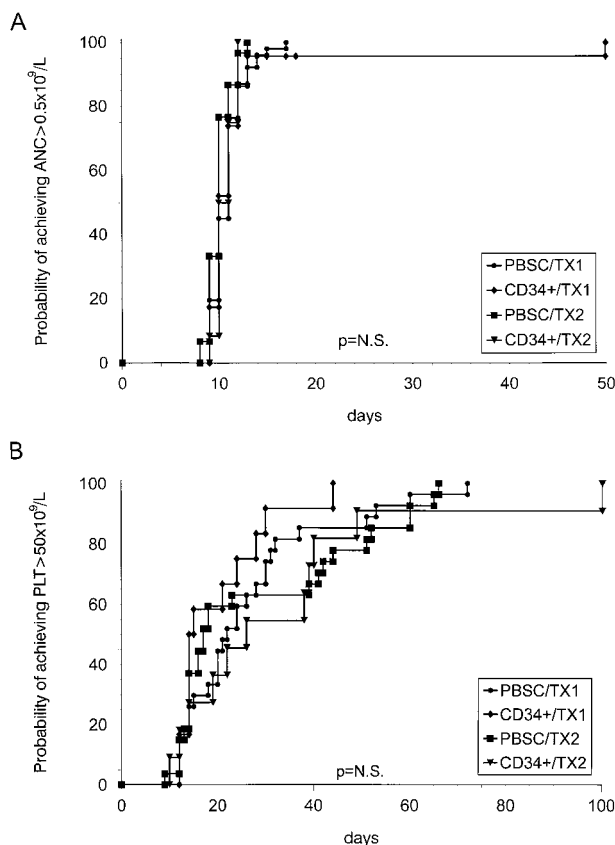 A
Probability of achieving ANC>0.5x10⁹/L
100
80
60
40
20
0
0
10
20
30
40
50
days
p=N.S.
PBSC/TX1
CD34+/TX1
PBSC/TX2
CD34+/TX2
B
Probability of achieving PLT>50x10⁹/L
100
80
60
40
20
0
0
20
40
60
80
100
days
p=N.S.
PBSC/TX1
CD34+/TX1
PBSC/TX2
CD34+/TX2